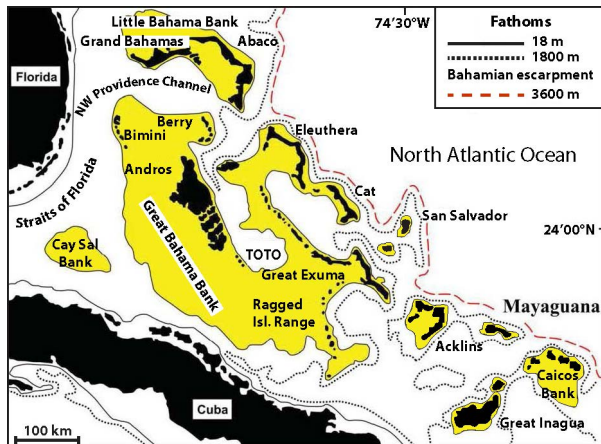 Little Bahama Bank
74°30'W
Grand Bahamas
Abaco
Fathoms
18 m
1800 m
Bahamian escarpment
3600 m
Florida
NW Providence Channel
Berry
Bimini
Eleuthera
North Atlantic Ocean
Andros
Cat
Straits of Florida
San Salvador
24'00°N
Great Bahama Bank
Cay Sal
Bank
TOTO
Great Exuma
Ragged
Isl. Range
Mayaguana
Acklins
Caicos
Bank
Cuba
Great Inagua
100 km